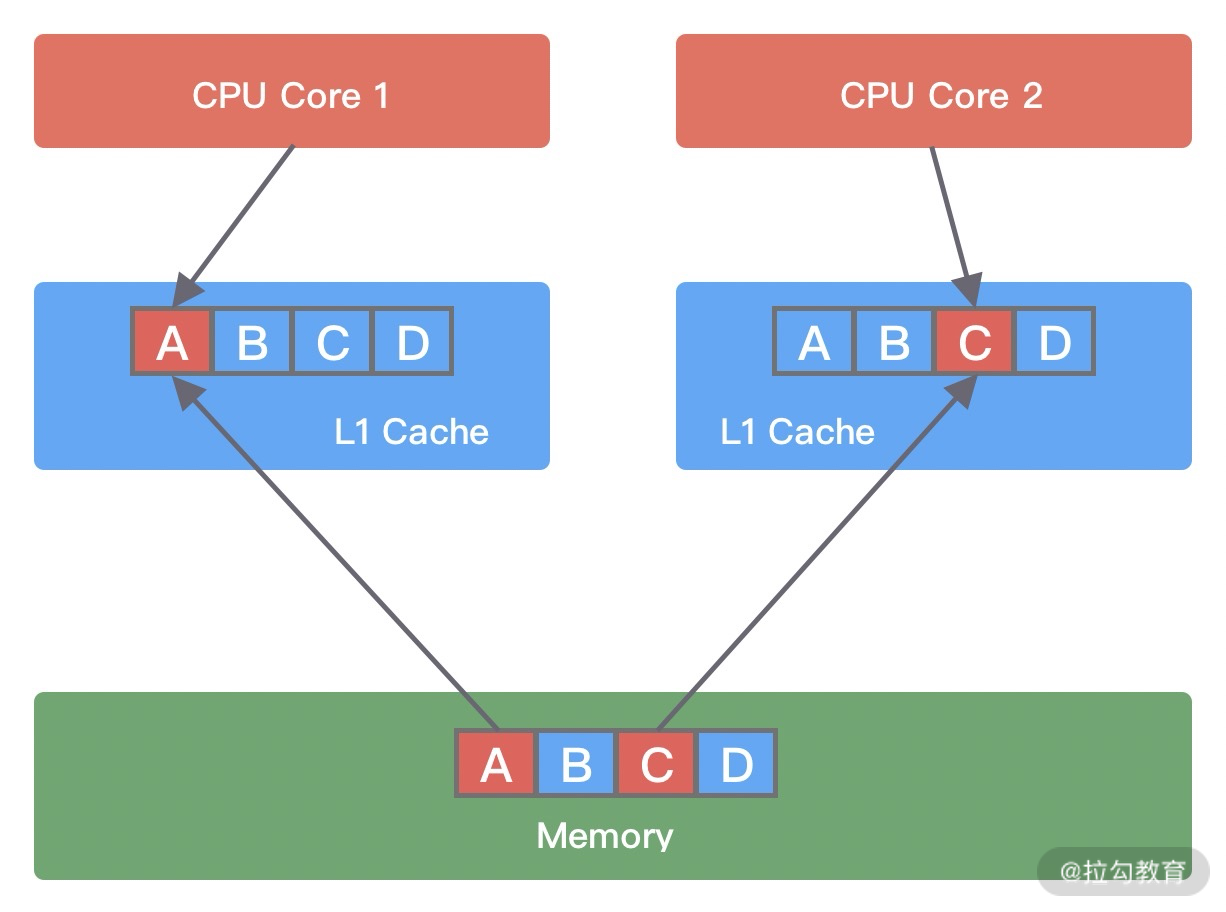 CPU Core 1
CPU Core 2
A B C D
L1 Cache
A B C D
L1 Cache
A B C D
Memory
@拉勾教育